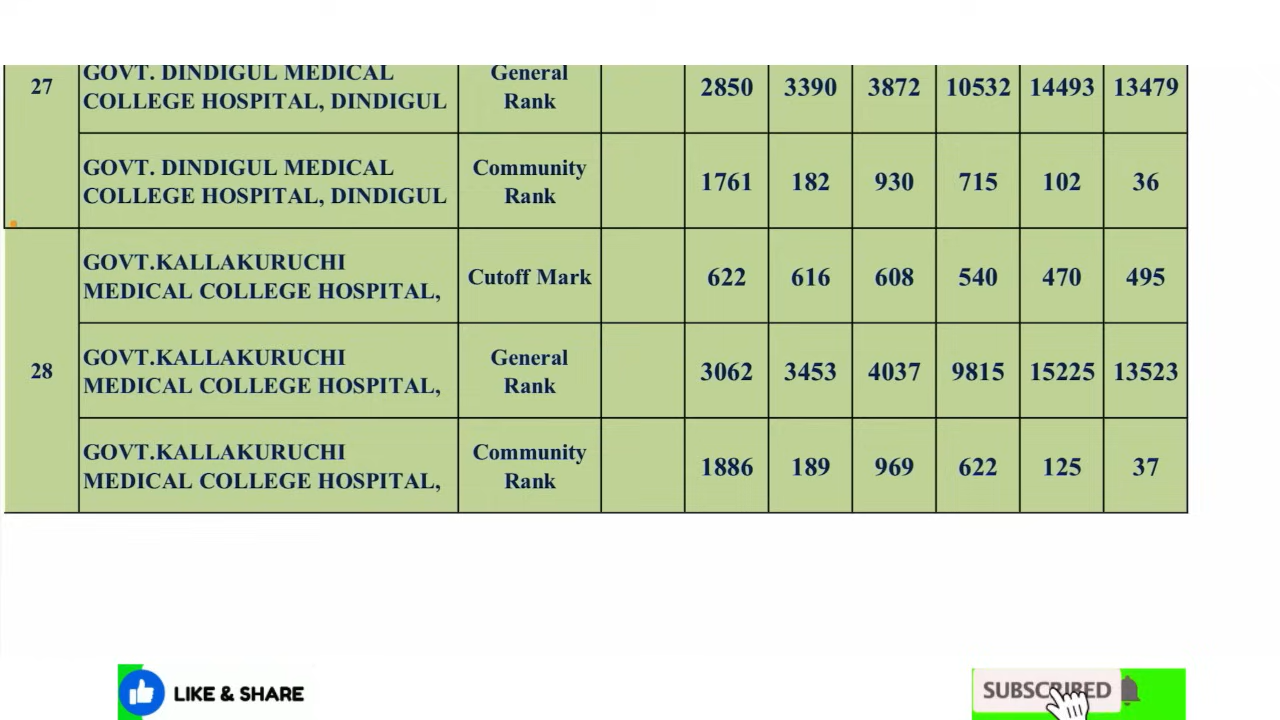 27 GOVT. DINDIGUL MEDICAL COLLEGE HOSPITAL, DINDIGUL General Rank 2850 3390 3872 10532 14493 13479
GOVT. DINDIGUL MEDICAL COLLEGE HOSPITAL, DINDIGUL Community Rank 1761 182 930 715 102 36
28 GOVT.KALLAKURUCHI MEDICAL COLLEGE HOSPITAL, Cutoff Mark 622 616 608 540 470 495
GOVT.KALLAKURUCHI MEDICAL COLLEGE HOSPITAL, General Rank 3062 3453 4037 9815 15225 13523
GOVT.KALLAKURUCHI MEDICAL COLLEGE HOSPITAL, Community Rank 1886 189 969 622 125 37
LIKE & SHARE
SUBSCRIBED